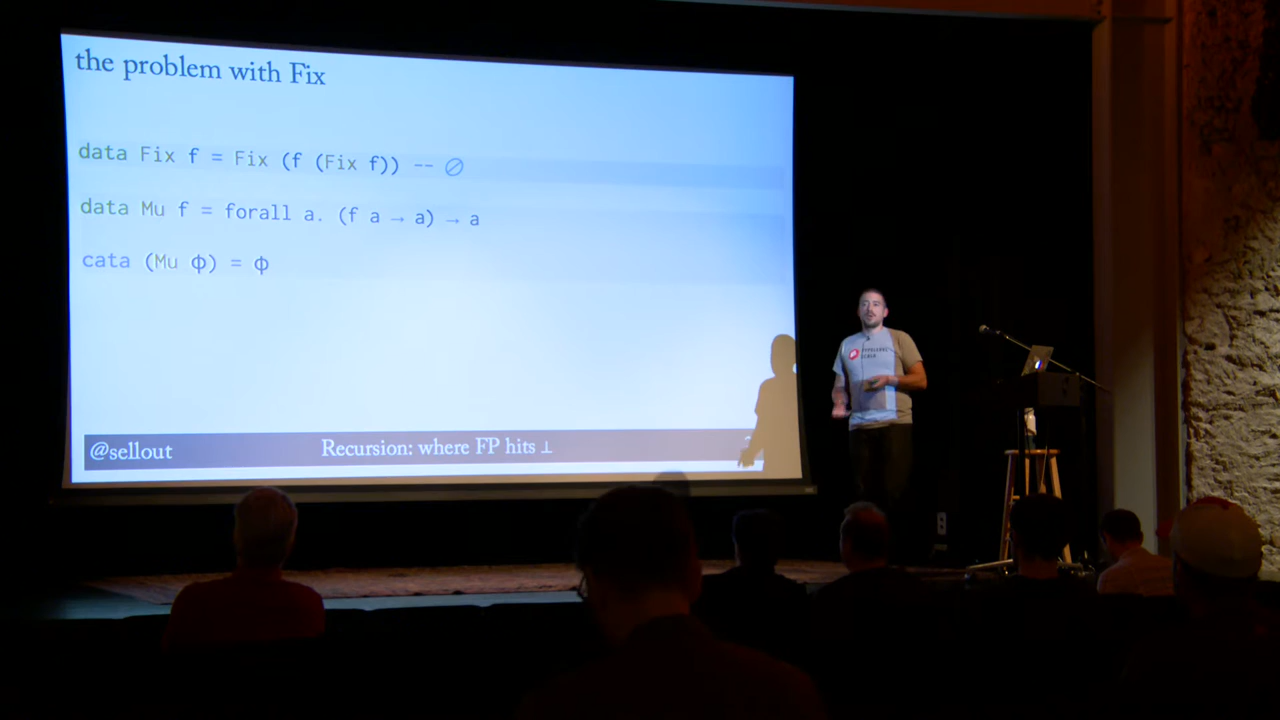 the problem with Fix
data Fix f = Fix (f (Fix f)) -- ∅
data Mu f = forall a. (f a → a) → a
cata (Mu ϕ) = ϕ
@sellout
Recursion: where FP hits ⊥